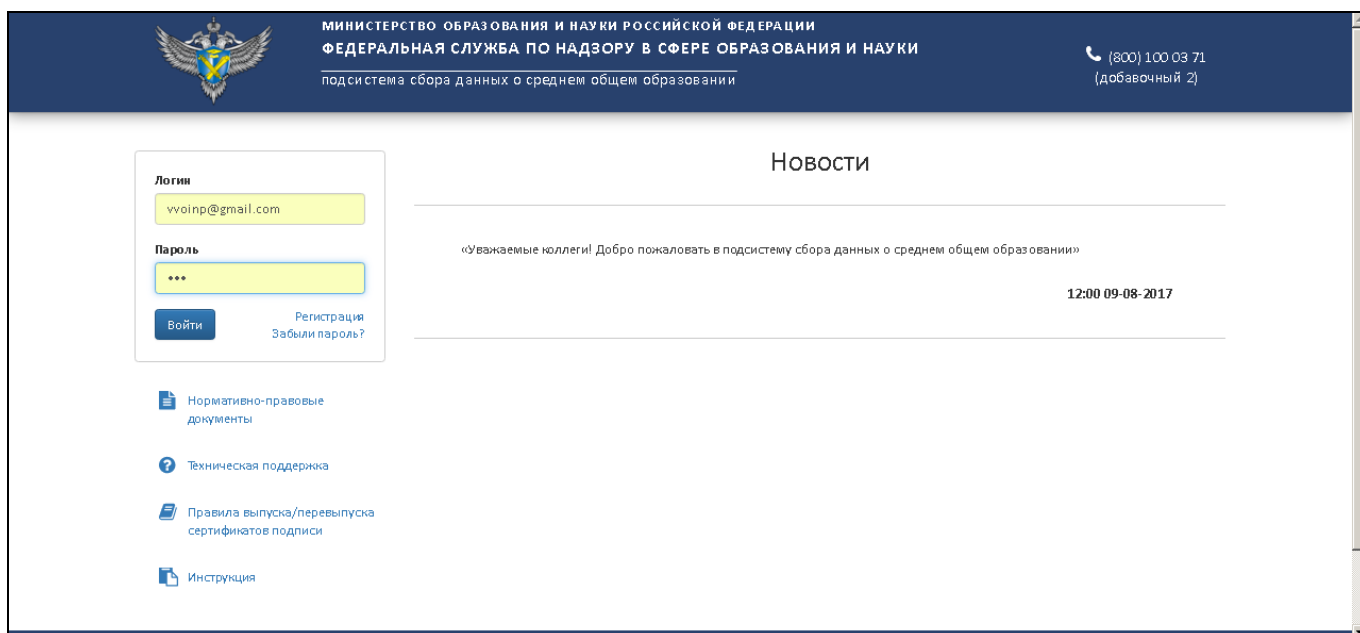 МИНИСТЕРСТВО ОБРАЗОВАНИЯ И НАУКИ РОССИЙСКОЙ ФЕДЕРАЦИИ
ФЕДЕРАЛЬНАЯ СЛУЖБА ПО НАДЗОРУ В СФЕРЕ ОБРАЗОВАНИЯ И НАУКИ
подсистема сбора данных о среднем общем образовании
(800) 100 03 71
(добавочный 2)
Логин
vvoinp@gmail.com
Пароль
•••
Войти
Регистрация
Забыли пароль?
Нормативно-правовые
документы
Техническая поддержка
Правила выпуска/перевыпуска
сертификатов подписи
Инструкция
Новости
«Уважаемые коллеги! Добро пожаловать в подсистему сбора данных о среднем общем образовании»
12:00 09-08-2017